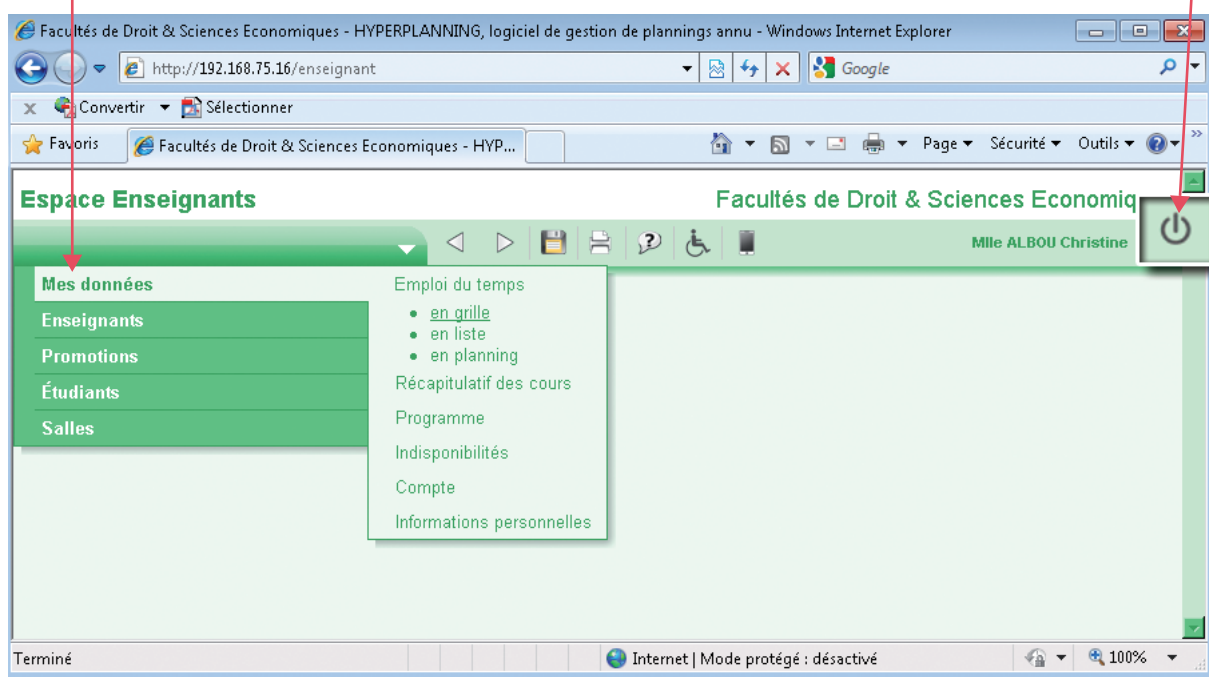 Facultés de Droit & Sciences Economiques - HYPERPLANNING, logiciel de gestion de plannings annu - Windows Internet Explorer
http://192.168.75.16/enseignant
Google
x Convertir Sélectionner
Favoris Facultés de Droit & Sciences Economiques - HYP... Page Sécurité Outils
Espace Enseignants Facultés de Droit & Sciences Economiq
Mlle ALBOU Christine
Mes données
Enseignants
Promotions
Étudiants
Salles
Emploi du temps
• en grille
• en liste
• en planning
Récapitulatif des cours
Programme
Indisponibilités
Compte
Informations personnelles
Terminé Internet | Mode protégé : désactivé 100%